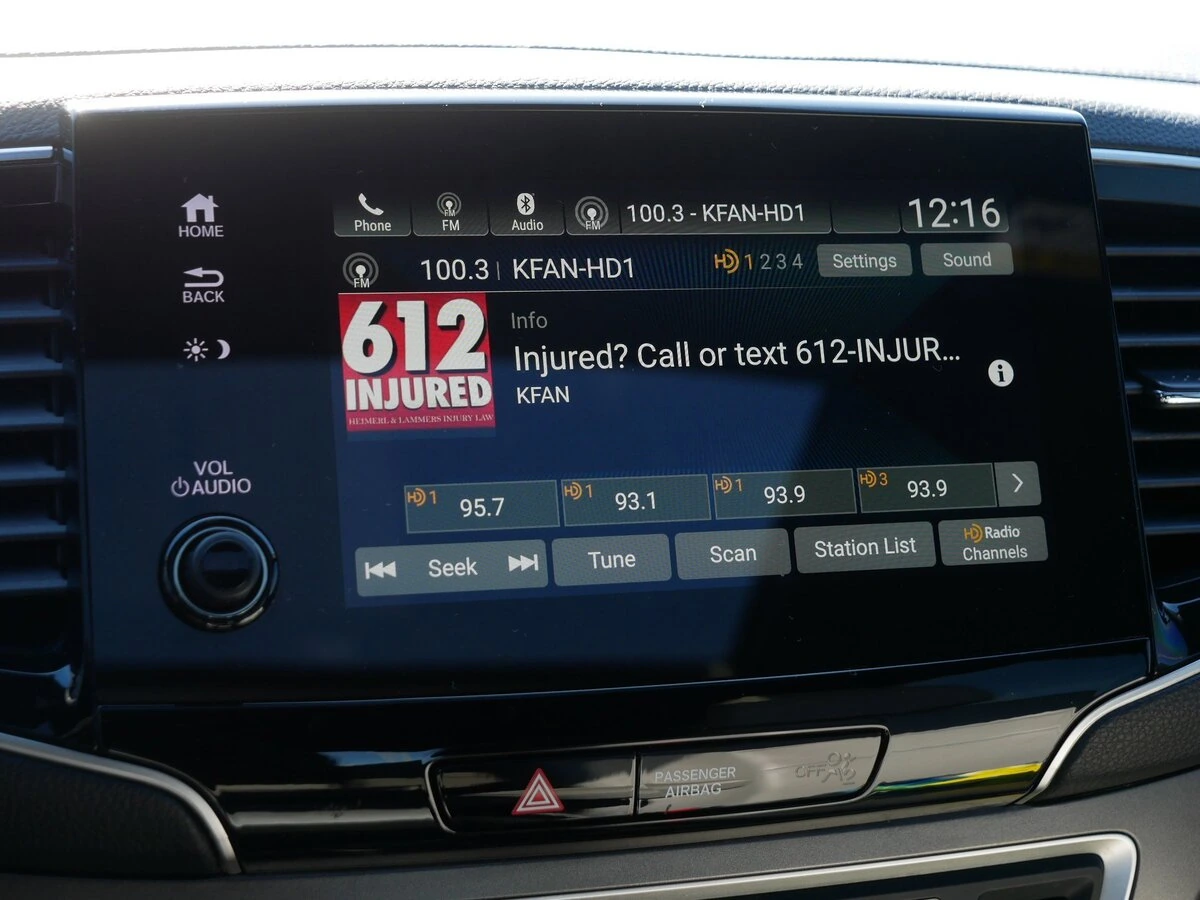 HOME
BACK
VOL
AUDIO
Phone
FM
FM
Audio
FM
100.3 - KFAN-HD1
12:16
FM
100.3 KFAN-HD1
HD 1 2 3 4
Settings
Sound
612
INJURED
HEIMERL & LAMMERS INJURY LAW
Info
Injured? Call or text 612-INJUR...
KFAN
i
HD 1 95.7
HD 1 93.1
HD 1 93.9
HD 3 93.9
Seek
Tune
Scan
Station List
HD Radio
Channels
PASSENGER
AIRBAG
OFF